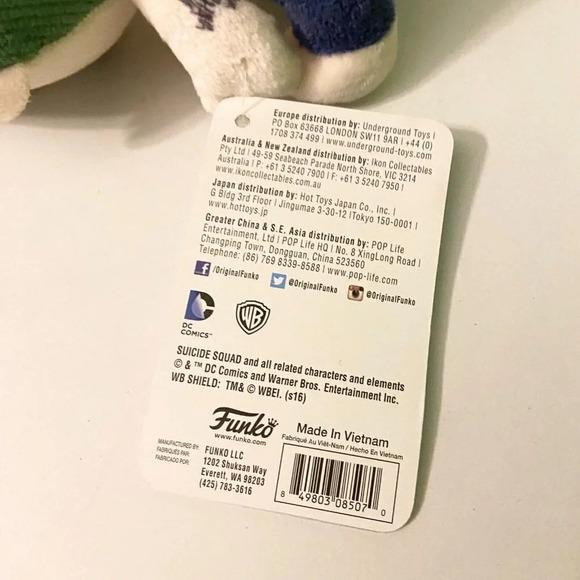 Europe distribution by: Underground Toys |
PO Box 63668 LONDON SW11 9AR | +44 (0)
1708 374 499 | www.underground-toys.com
Australia & New Zealand distribution by: Ikon Collectables
Pty Ltd | 49-59 Seabeach Parade North Shore, VIC 3214
Australia | P: +61 3 5240 7900 | F: +61 3 5240 7950 |
www.ikoncollectables.com.au
Japan distribution by: Hot Toys Japan Co., Inc. |
G Bldg 3rd Floor | Jingumae 3-30-12 |Tokyo 150-0001 |
www.hottoys.jp
Greater China & S.E. Asia distribution by: POP Life
Entertainment, Ltd | POP Life HQ | No. 8 XingLong Road |
Changping Town, Dongguan, China 523560
Telephone: (86) 769 8339-8588 | www.pop-life.com
f /OriginalFunko @OriginalFunko @OriginalFunko
DC COMICS™ WB
SUICIDE SQUAD and all related characters and elements
© & ™ DC Comics and Warner Bros. Entertainment Inc.
WB SHIELD: TM& © WBEI. (s16)
Funko
www.funko.com
Made In Vietnam
Fabriqué Au Viêt-Nam / Hecho En Vietnam
MANUFACTURED BY:
FABRIQUÉS PAR:
FABRICADO POR:
FUNKO LLC
1202 Shuksan Way
Everett, WA 98203
(425) 783-3616
8 49803 08507 0